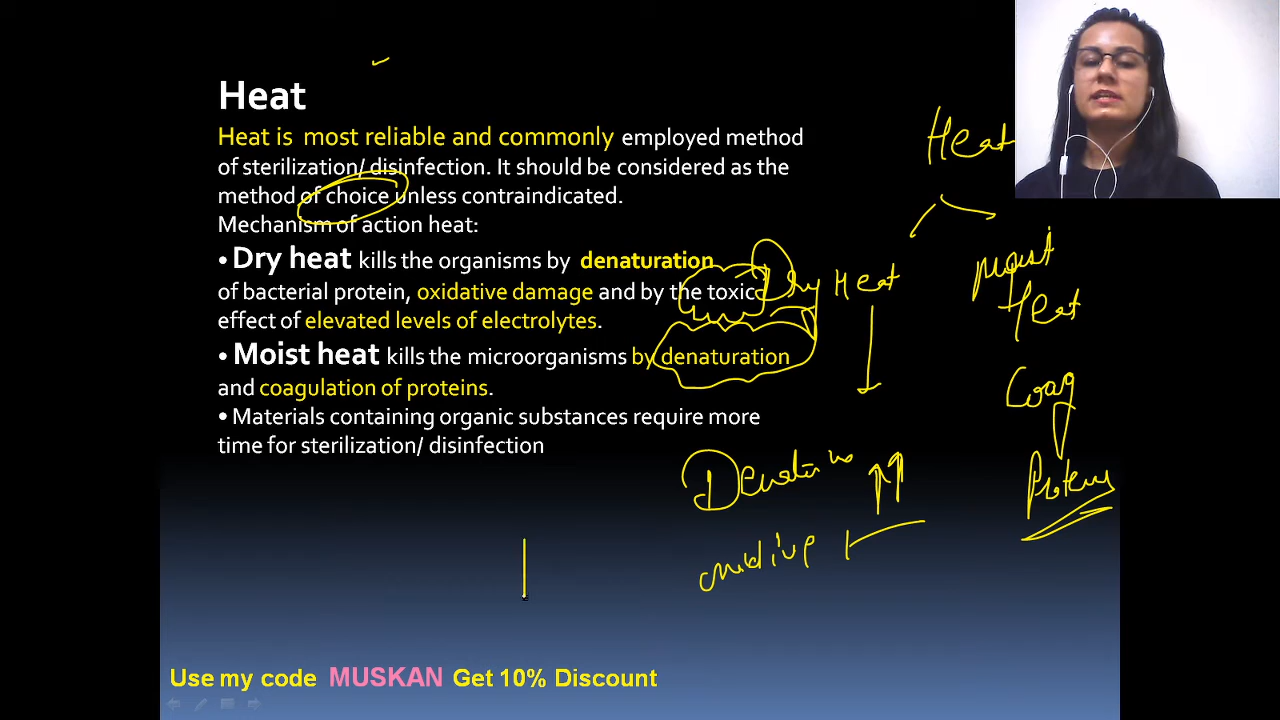 Heat
Heat is most reliable and commonly employed method
of sterilization/ disinfection. It should be considered as the
method of choice unless contraindicated.
Mechanism of action heat:
• Dry heat kills the organisms by denaturation
of bacterial protein, oxidative damage and by the toxic
effect of elevated levels of electrolytes.
• Moist heat kills the microorganisms by denaturation
and coagulation of proteins.
• Materials containing organic substances require more
time for sterilization/ disinfection
Heat
Dry Heat
Moist
Heat
Coag
Proteins
Use my code MUSKAN Get 10% Discount